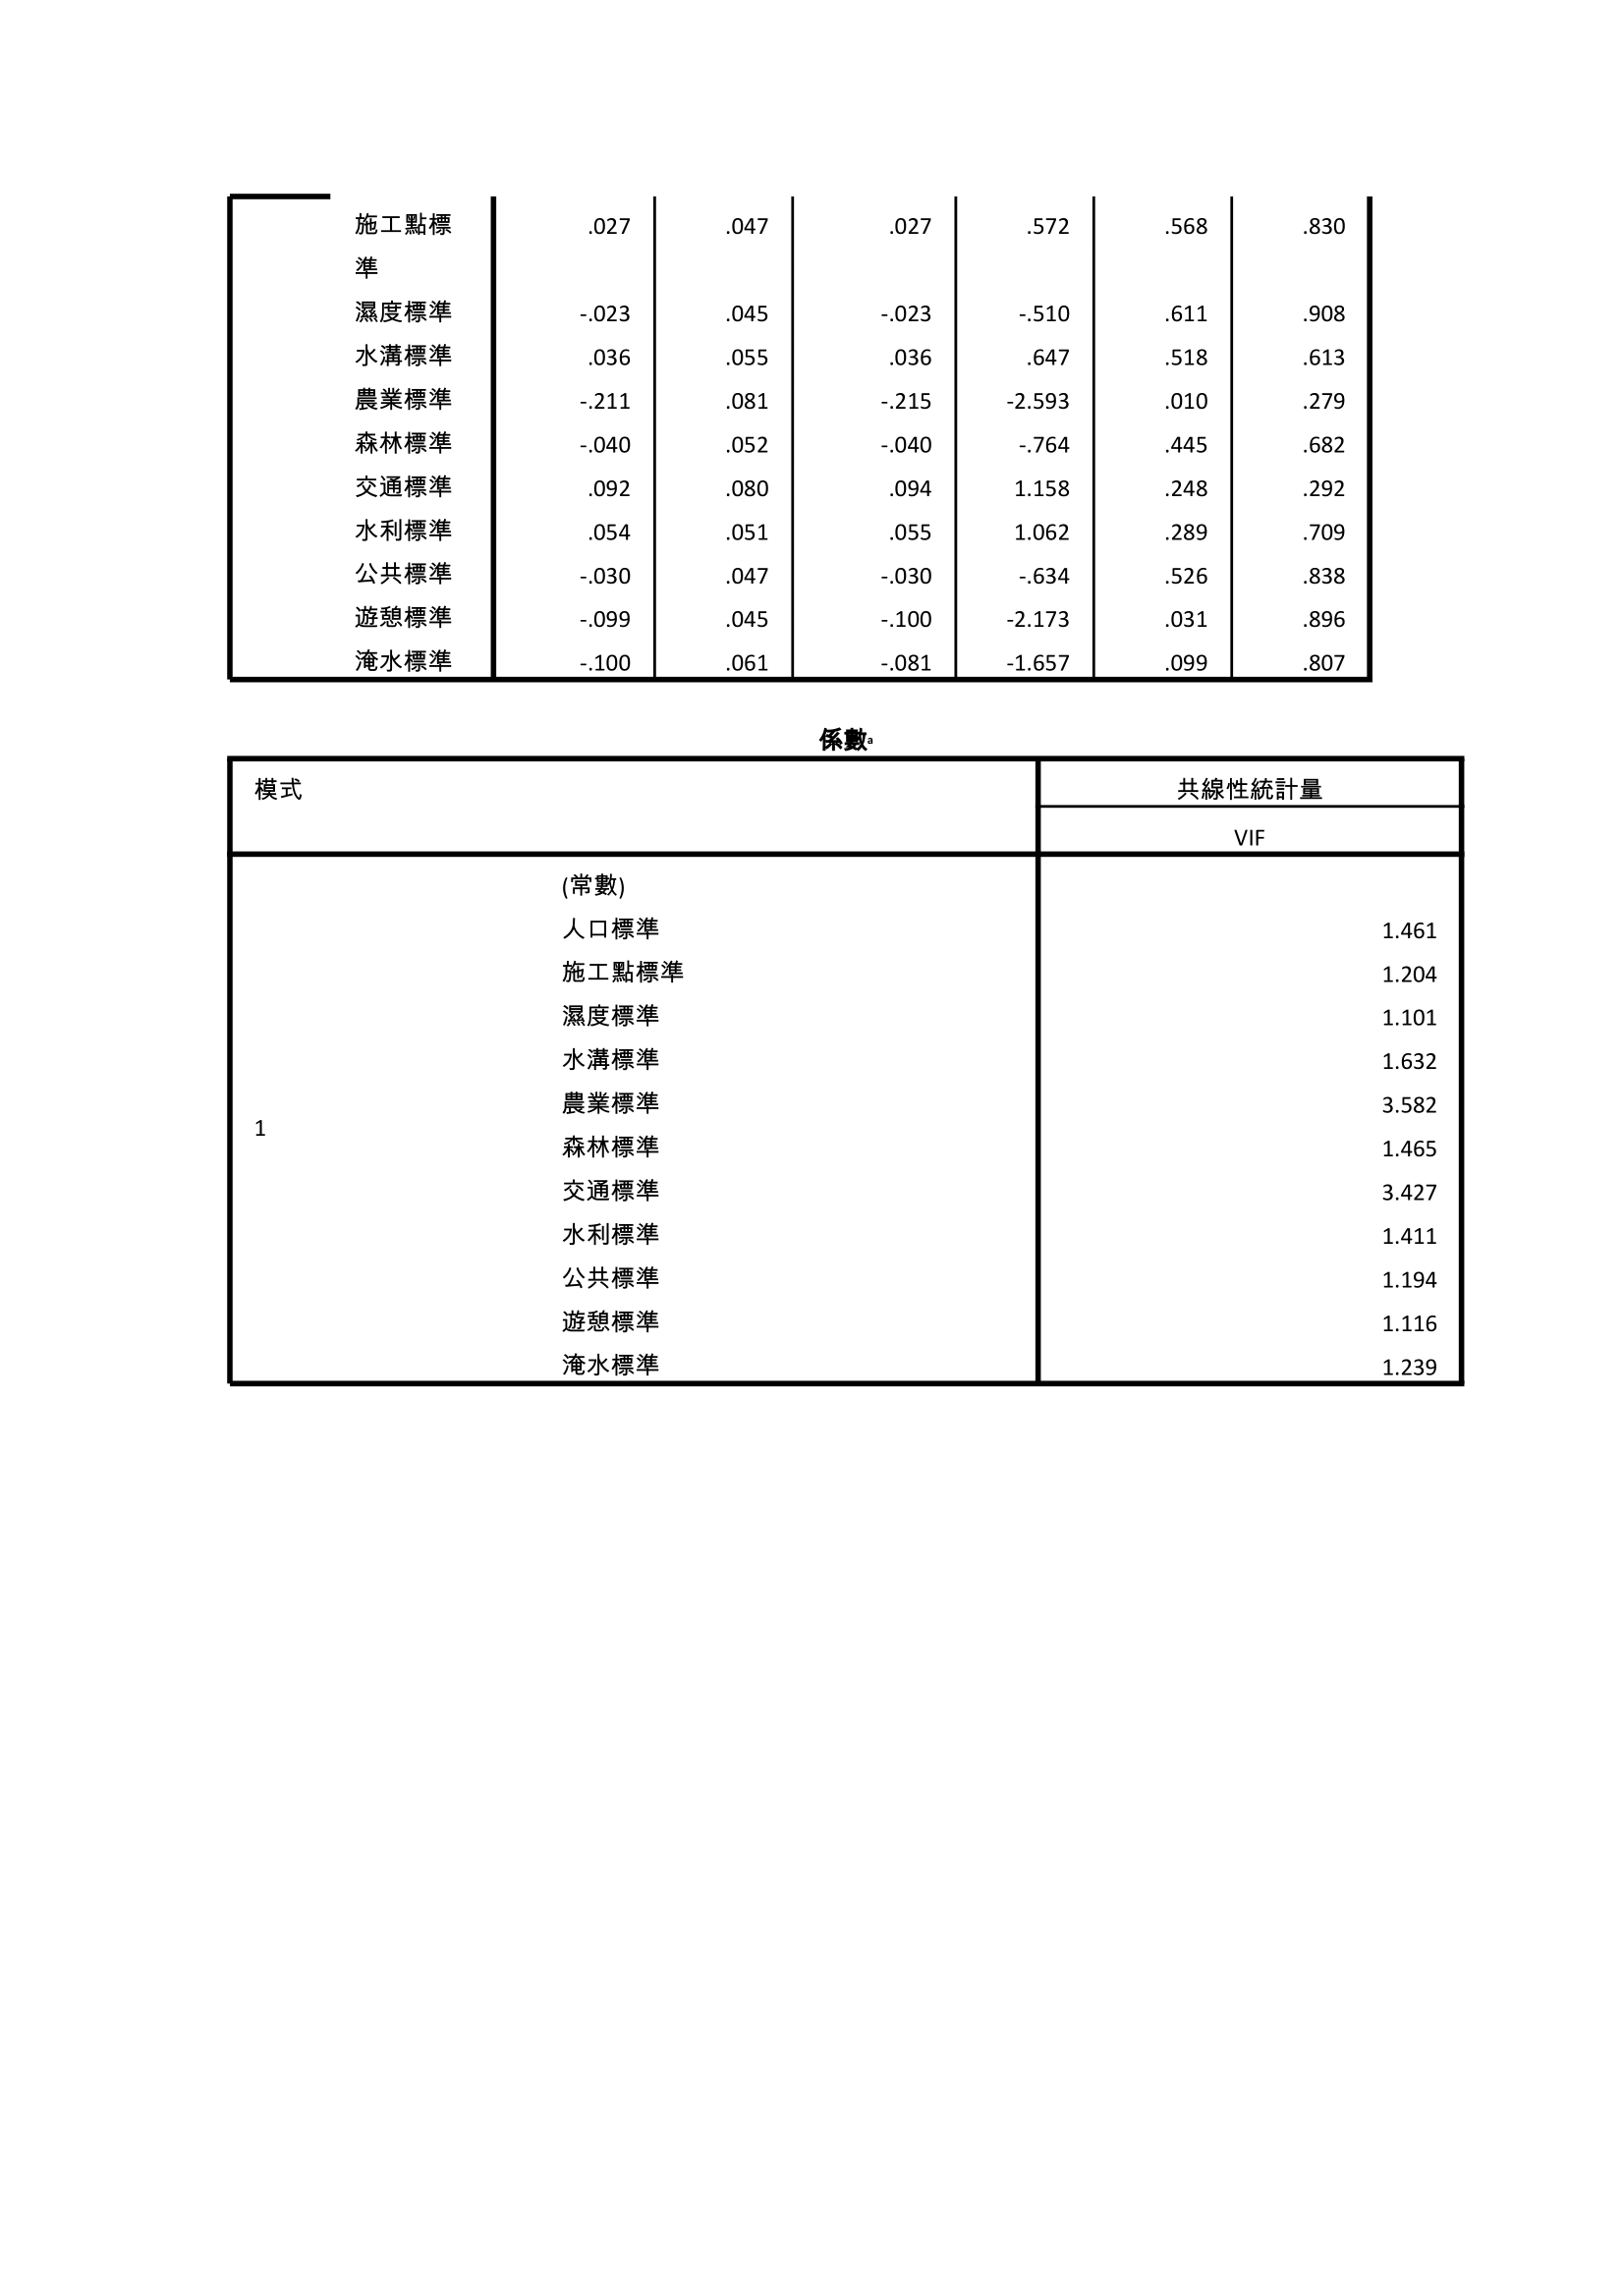 施工點標準 .027 .047 .027 .572 .568 .830
濕度標準 -.023 .045 -.023 -.510 .611 .908
水溝標準 .036 .055 .036 .647 .518 .613
農業標準 -.211 .081 -.215 -2.593 .010 .279
森林標準 -.040 .052 -.040 -.764 .445 .682
交通標準 .092 .080 .094 1.158 .248 .292
水利標準 .054 .051 .055 1.062 .289 .709
公共標準 -.030 .047 -.030 -.634 .526 .838
遊憩標準 -.099 .045 -.100 -2.173 .031 .896
淹水標準 -.100 .061 -.081 -1.657 .099 .807
係數a
模式 共線性統計量
VIF
(常數)
人口標準 1.461
施工點標準 1.204
濕度標準 1.101
水溝標準 1.632
農業標準 3.582
1
森林標準 1.465
交通標準 3.427
水利標準 1.411
公共標準 1.194
遊憩標準 1.116
淹水標準 1.239